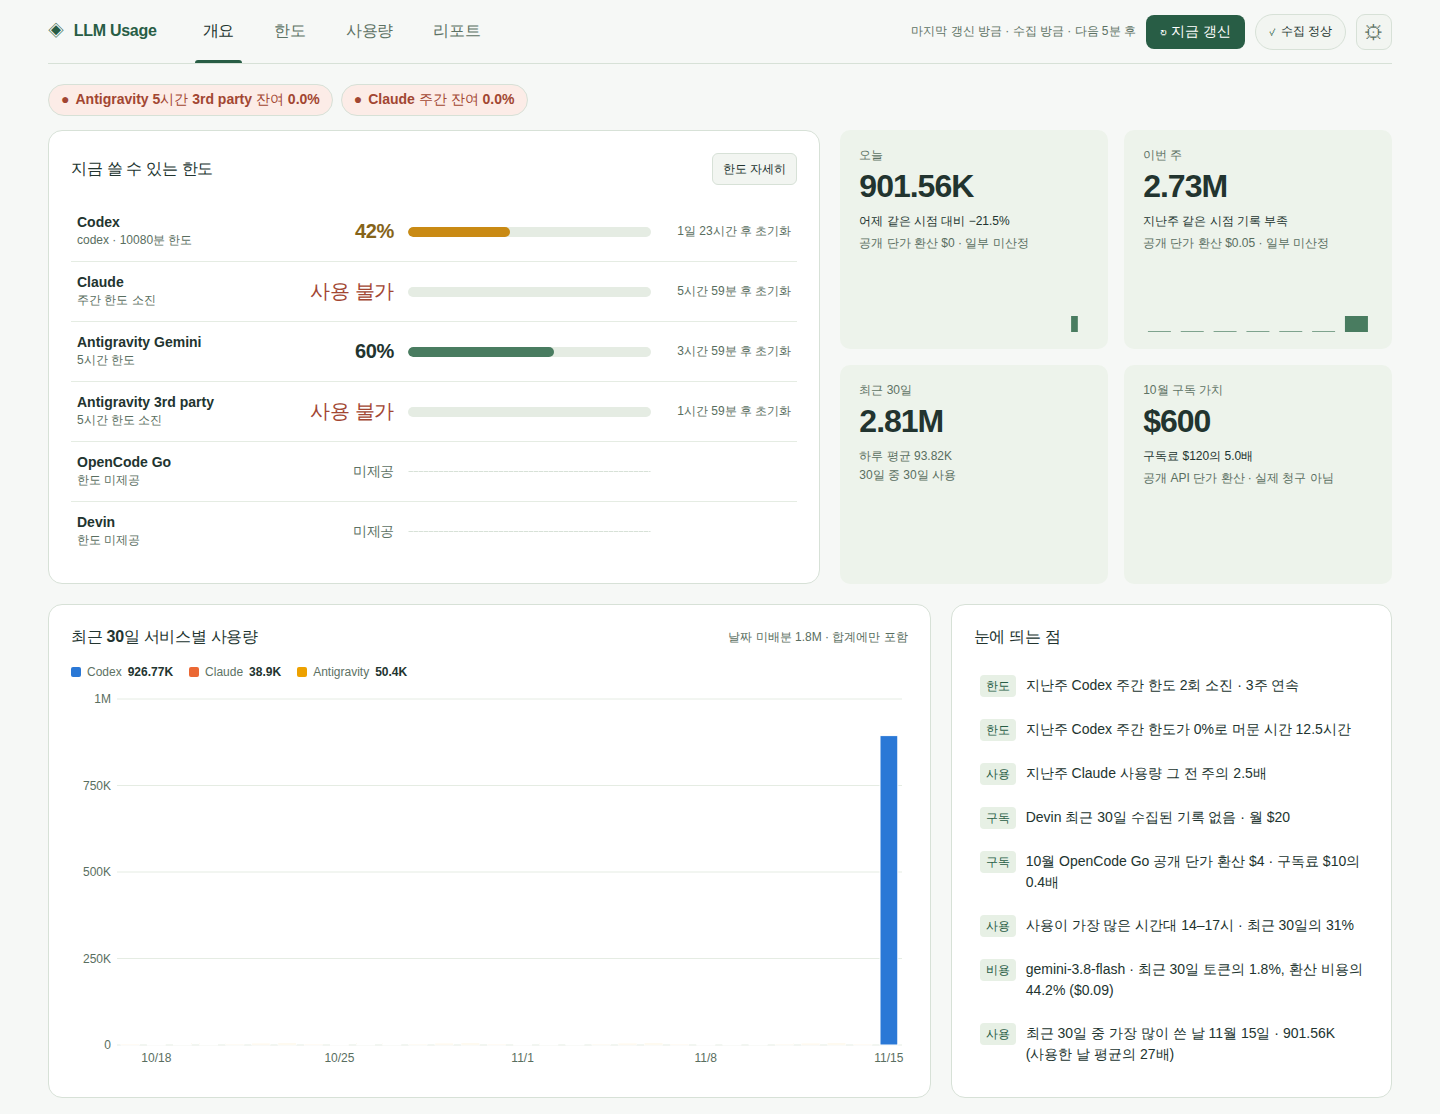 LLM Usage
개요
한도
사용량
리포트
마지막 갱신 방금 · 수집 방금 · 다음 5분 후
↻ 지금 갱신
✓ 수집 정상
● Antigravity 5시간 3rd party 잔여 0.0%
● Claude 주간 잔여 0.0%
지금 쓸 수 있는 한도
한도 자세히
Codex
codex · 10080분 한도
42%
1일 23시간 후 초기화
Claude
주간 한도 소진
사용 불가
5시간 59분 후 초기화
Antigravity Gemini
5시간 한도
60%
3시간 59분 후 초기화
Antigravity 3rd party
5시간 한도 소진
사용 불가
1시간 59분 후 초기화
OpenCode Go
한도 미제공
미제공
Devin
한도 미제공
미제공
오늘
901.56K
어제 같은 시점 대비 −21.5%
공개 단가 환산 $0 · 일부 미산정
이번 주
2.73M
지난주 같은 시점 기록 부족
공개 단가 환산 $0.05 · 일부 미산정
최근 30일
2.81M
하루 평균 93.82K
30일 중 30일 사용
10월 구독 가치
$600
구독료 $120의 5.0배
공개 API 단가 환산 · 실제 청구 아님
최근 30일 서비스별 사용량
날짜 미배분 1.8M · 합계에만 포함
Codex 926.77K
Claude 38.9K
Antigravity 50.4K
1M
750K
500K
250K
0
10/18
10/25
11/1
11/8
11/15
눈에 띄는 점
한도 지난주 Codex 주간 한도 2회 소진 · 3주 연속
한도 지난주 Codex 주간 한도가 0%로 머문 시간 12.5시간
사용 지난주 Claude 사용량 그 전 주의 2.5배
구독 Devin 최근 30일 수집된 기록 없음 · 월 $20
구독 10월 OpenCode Go 공개 단가 환산 $4 · 구독료 $10의
0.4배
사용 사용이 가장 많은 시간대 14–17시 · 최근 30일의 31%
비용 gemini-3.8-flash · 최근 30일 토큰의 1.8%, 환산 비용의
44.2% ($0.09)
사용 최근 30일 중 가장 많이 쓴 날 11월 15일 · 901.56K
(사용한 날 평균의 27배)